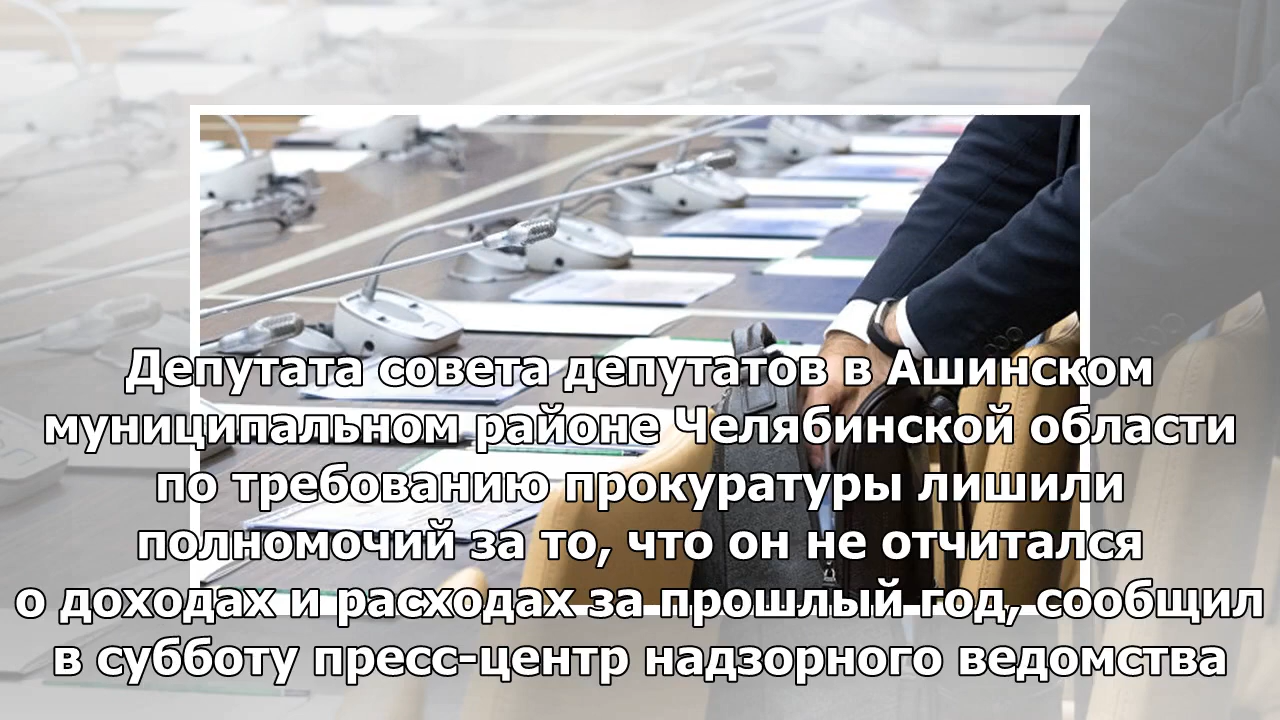 Депутата совета депутатов в Ашинском
муниципальном районе Челябинской области
по требованию прокуратуры лишили
полномочий за то, что он не отчитался
о доходах и расходах за прошлый год, сообщил
в субботу пресс-центр надзорного ведомства